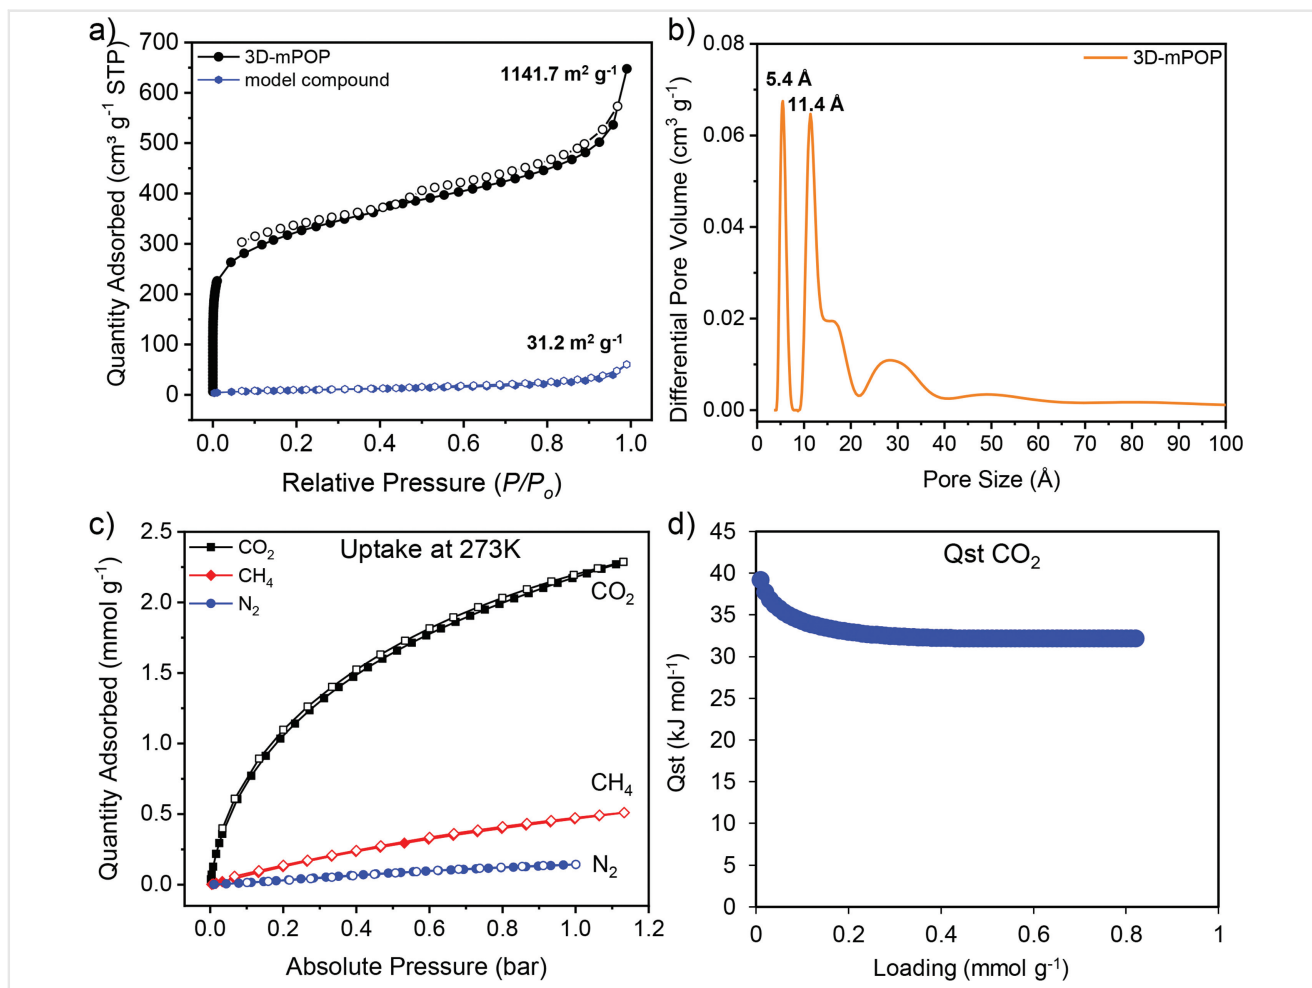 a)
3D-mPOP
model compound
1141.7 m² g⁻¹
31.2 m² g⁻¹
Quantity Adsorbed (cm³ g⁻¹ STP)
700
600
500
400
300
200
100
0
0.0 0.2 0.4 0.6 0.8 1.0
Relative Pressure (P/Pₒ)
b)
3D-mPOP
5.4 Å
11.4 Å
Differential Pore Volume (cm³ g⁻¹)
0.08
0.06
0.04
0.02
0.00
0 10 20 30 40 50 60 70 80 90 100
Pore Size (Å)
c)
Uptake at 273K
CO₂
CH₄
N₂
CO₂
CH₄
N₂
Quantity Adsorbed (mmol g⁻¹)
2.5
2.0
1.5
1.0
0.5
0.0
0.0 0.2 0.4 0.6 0.8 1.0 1.2
Absolute Pressure (bar)
d)
Qst CO₂
Qst (kJ mol⁻¹)
45
40
35
30
25
20
15
10
5
0
0 0.2 0.4 0.6 0.8 1
Loading (mmol g⁻¹)